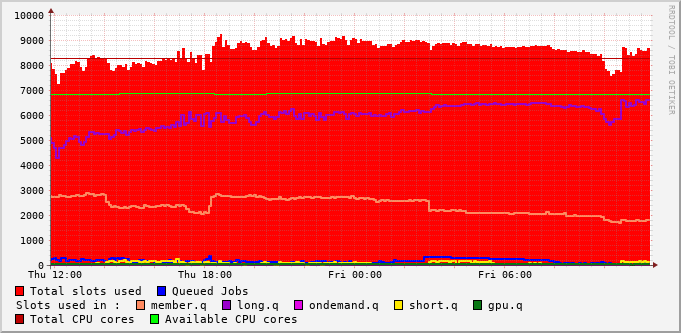 10000
9000
8000
7000
6000
5000
4000
3000
2000
1000
0
Thu 12:00 Thu 18:00 Fri 00:00 Fri 06:00
Total slots used Queued Jobs
Slots used in : member.q long.q ondemand.q short.q gpu.q
Total CPU cores Available CPU cores
RRDTOOL / TOBI OETIKER